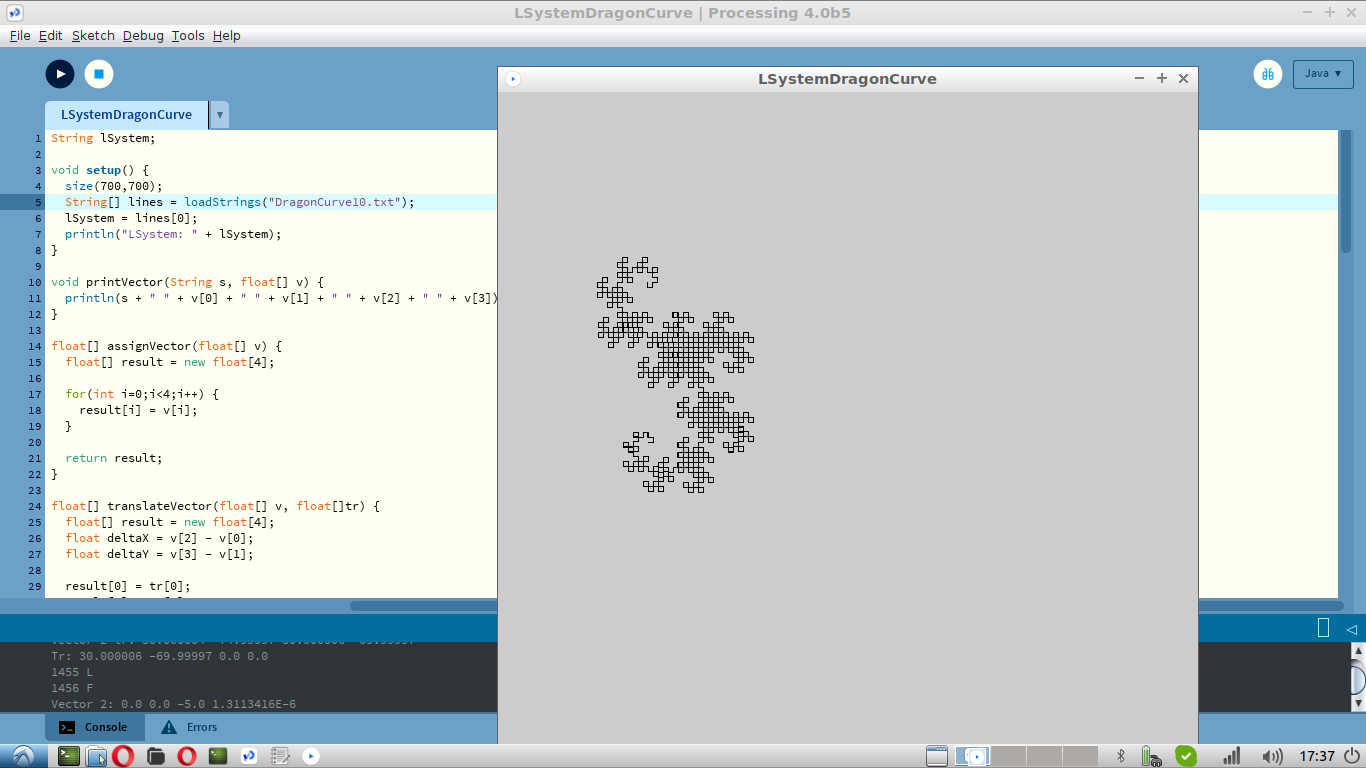 LSystemDragonCurve | Processing 4.0b5
File Edit Sketch Debug Tools Help
Java ▾
LSystemDragonCurve
LSystemDragonCurve
1 String lSystem;
2
3 void setup() {
4 size(700,700);
5 String[] lines = loadStrings("DragonCurve10.txt");
6 lSystem = lines[0];
7 println("LSystem: " + lSystem);
8 }
9
10 void printVector(String s, float[] v) {
11 println(s + " " + v[0] + " " + v[1] + " " + v[2] + " " + v[3])
12 }
13
14 float[] assignVector(float[] v) {
15 float[] result = new float[4];
16
17 for(int i=0;i<4;i++) {
18 result[i] = v[i];
19 }
20
21 return result;
22 }
23
24 float[] translateVector(float[] v, float[]tr) {
25 float[] result = new float[4];
26 float deltaX = v[2] - v[0];
27 float deltaY = v[3] - v[1];
28
29 result[0] = tr[0];
Tr: 30.000006 -69.99997 0.0 0.0
1455 L
1456 F
Vector 2: 0.0 0.0 -5.0 1.3113416E-6
Console Errors
17:37